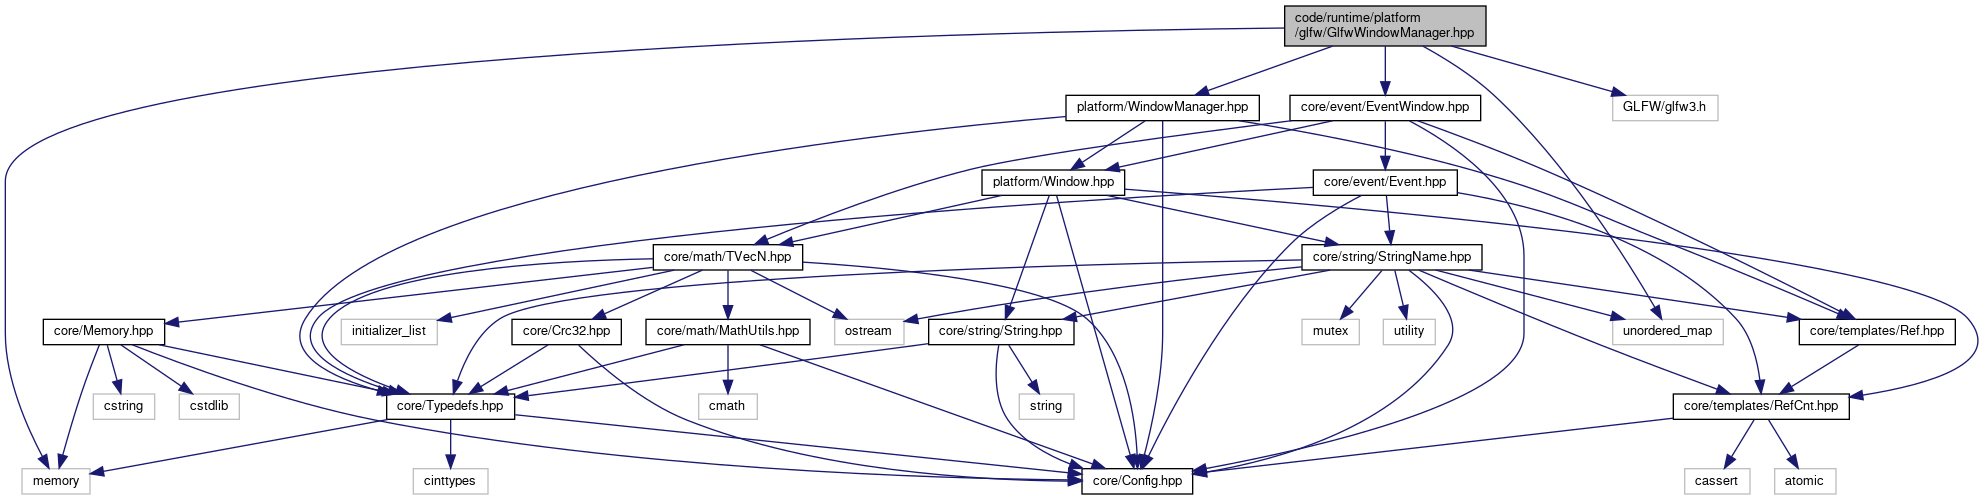 code/runtime/platform
/glfw/GlfwWindowManager.hpp
platform/WindowManager.hpp
core/event/EventWindow.hpp
GLFW/glfw3.h
platform/Window.hpp
core/event/Event.hpp
core/math/TVecN.hpp
core/string/StringName.hpp
core/Memory.hpp
initializer_list
core/Crc32.hpp
core/math/MathUtils.hpp
ostream
core/string/String.hpp
mutex
utility
unordered_map
core/templates/Ref.hpp
cstring
cstdlib
core/Typedefs.hpp
cmath
string
core/templates/RefCnt.hpp
memory
cinttypes
core/Config.hpp
cassert
atomic